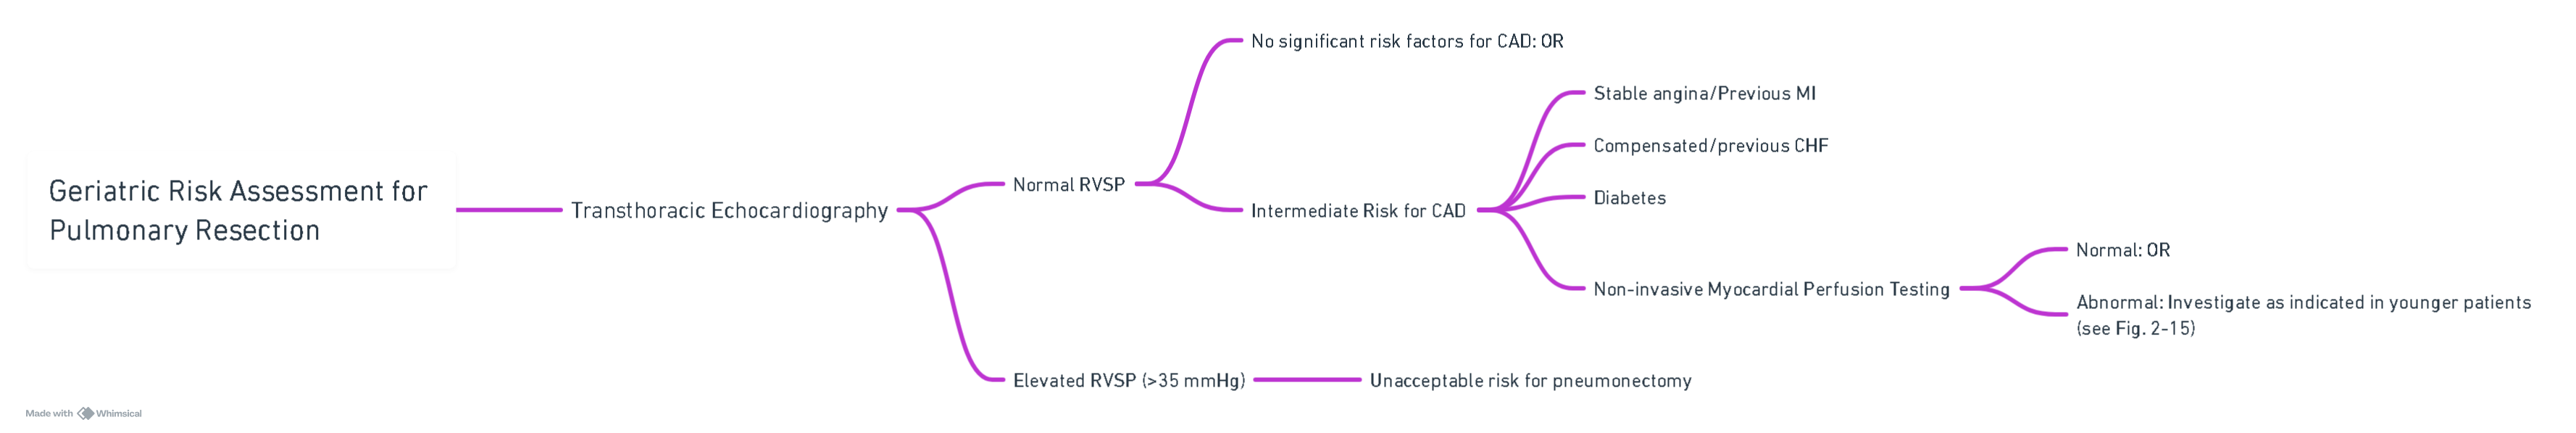 Geriatric Risk Assessment for
Pulmonary Resection
Transthoracic Echocardiography
Normal RVSP
No significant risk factors for CAD: OR
Intermediate Risk for CAD
Stable angina/Previous MI
Compensated/previous CHF
Diabetes
Non-invasive Myocardial Perfusion Testing
Normal: OR
Abnormal: Investigate as indicated in younger patients
(see Fig. 2-15)
Elevated RVSP (>35 mmHg)
Unacceptable risk for pneumonectomy
Made with Whimsical